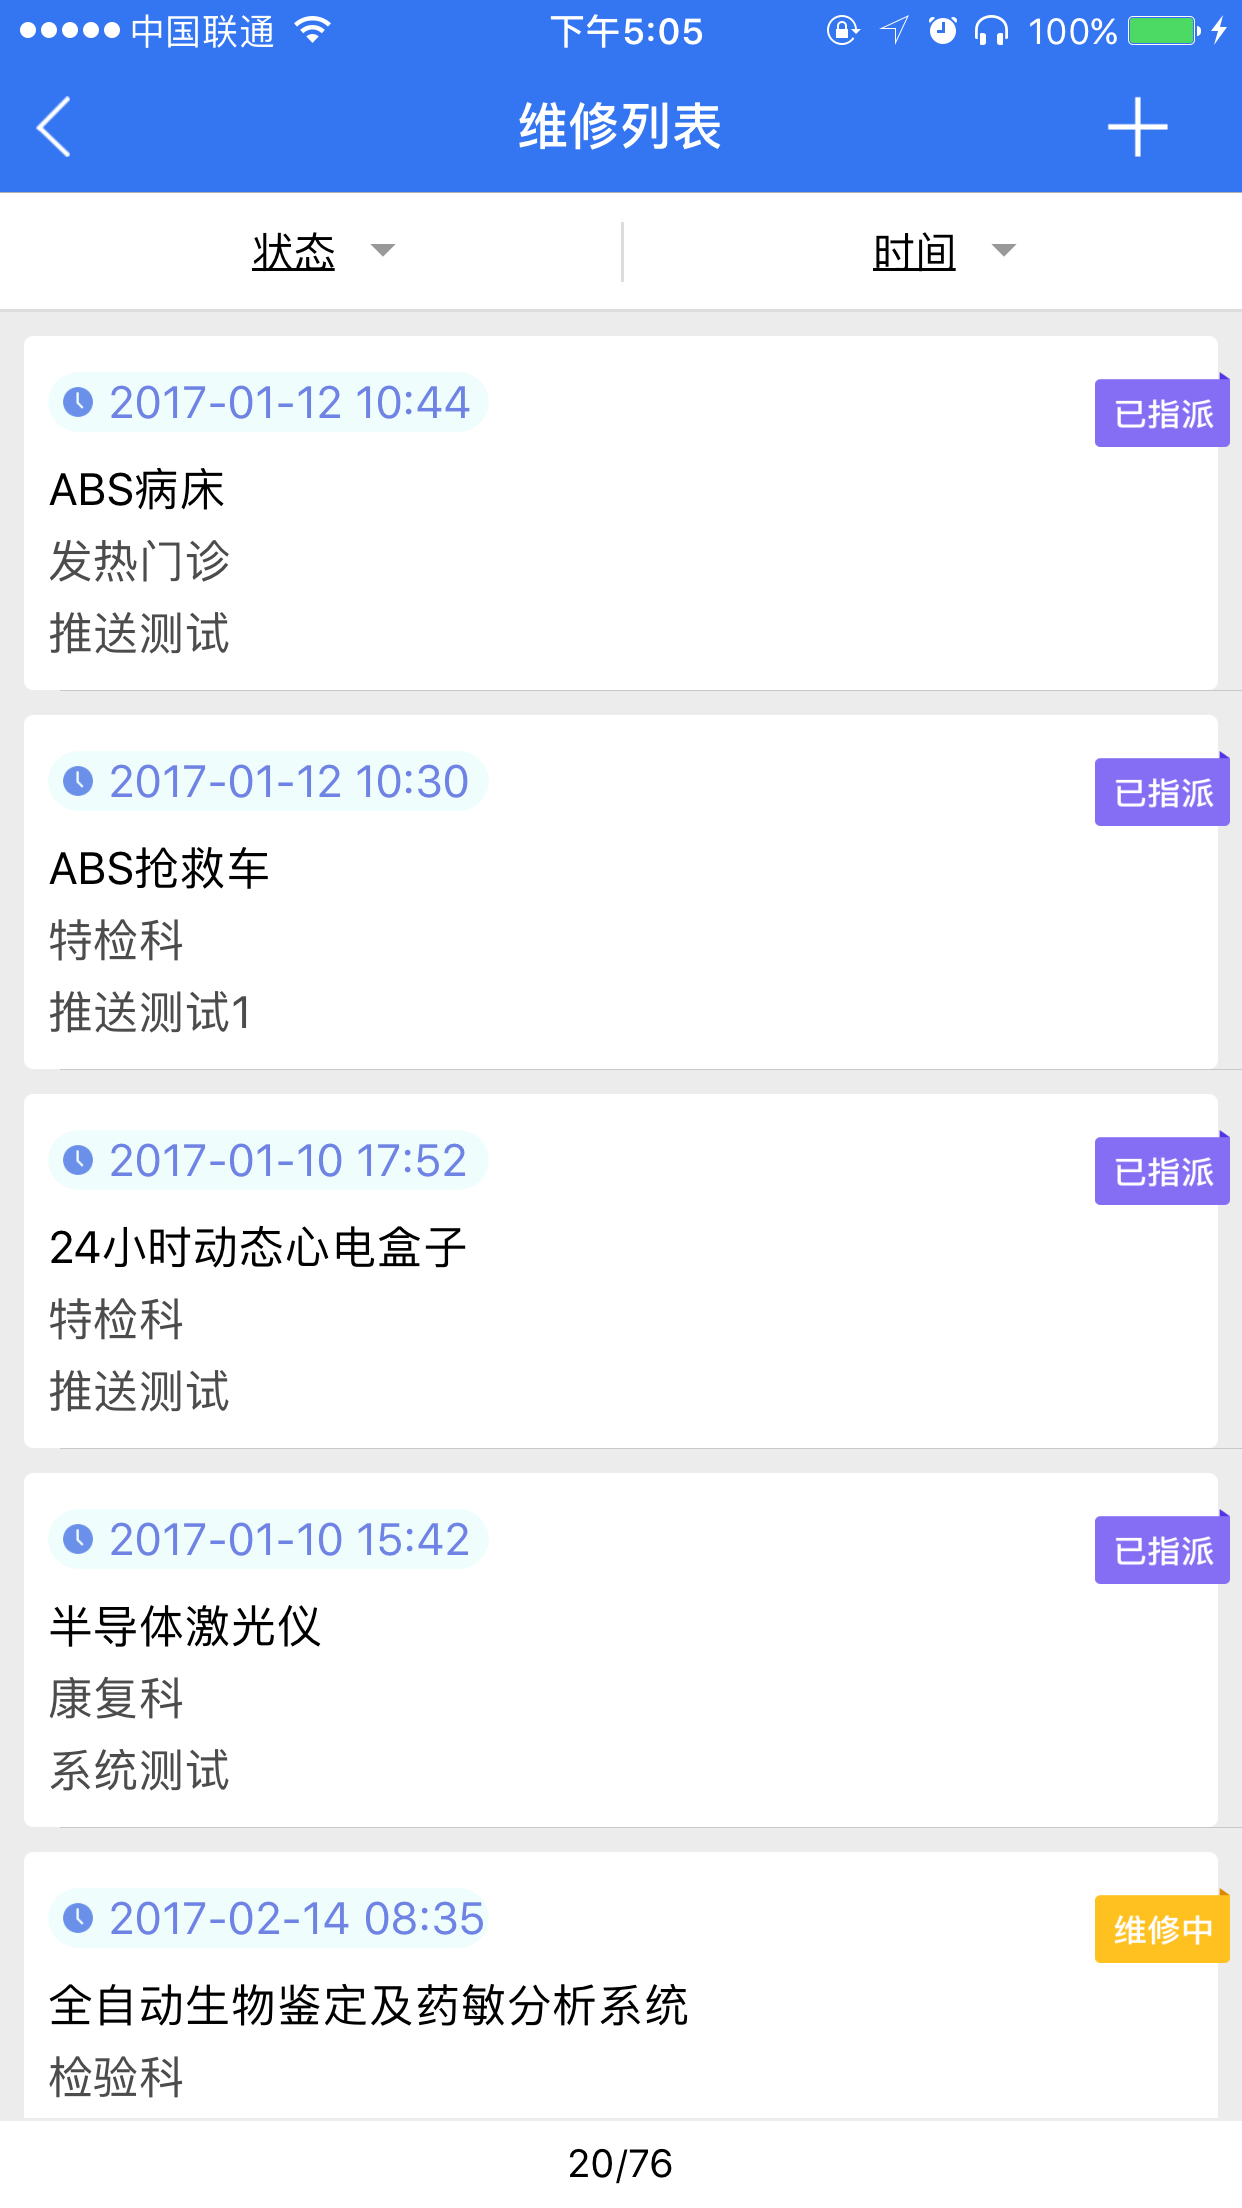 中国联通 下午5:05 100%
维修列表
状态 时间
2017-01-12 10:44 已指派
ABS病床
发热门诊
推送测试
2017-01-12 10:30 已指派
ABS抢救车
特检科
推送测试1
2017-01-10 17:52 已指派
24小时动态心电盒子
特检科
推送测试
2017-01-10 15:42 已指派
半导体激光仪
康复科
系统测试
2017-02-14 08:35 维修中
全自动生物鉴定及药敏分析系统
检验科
20/76